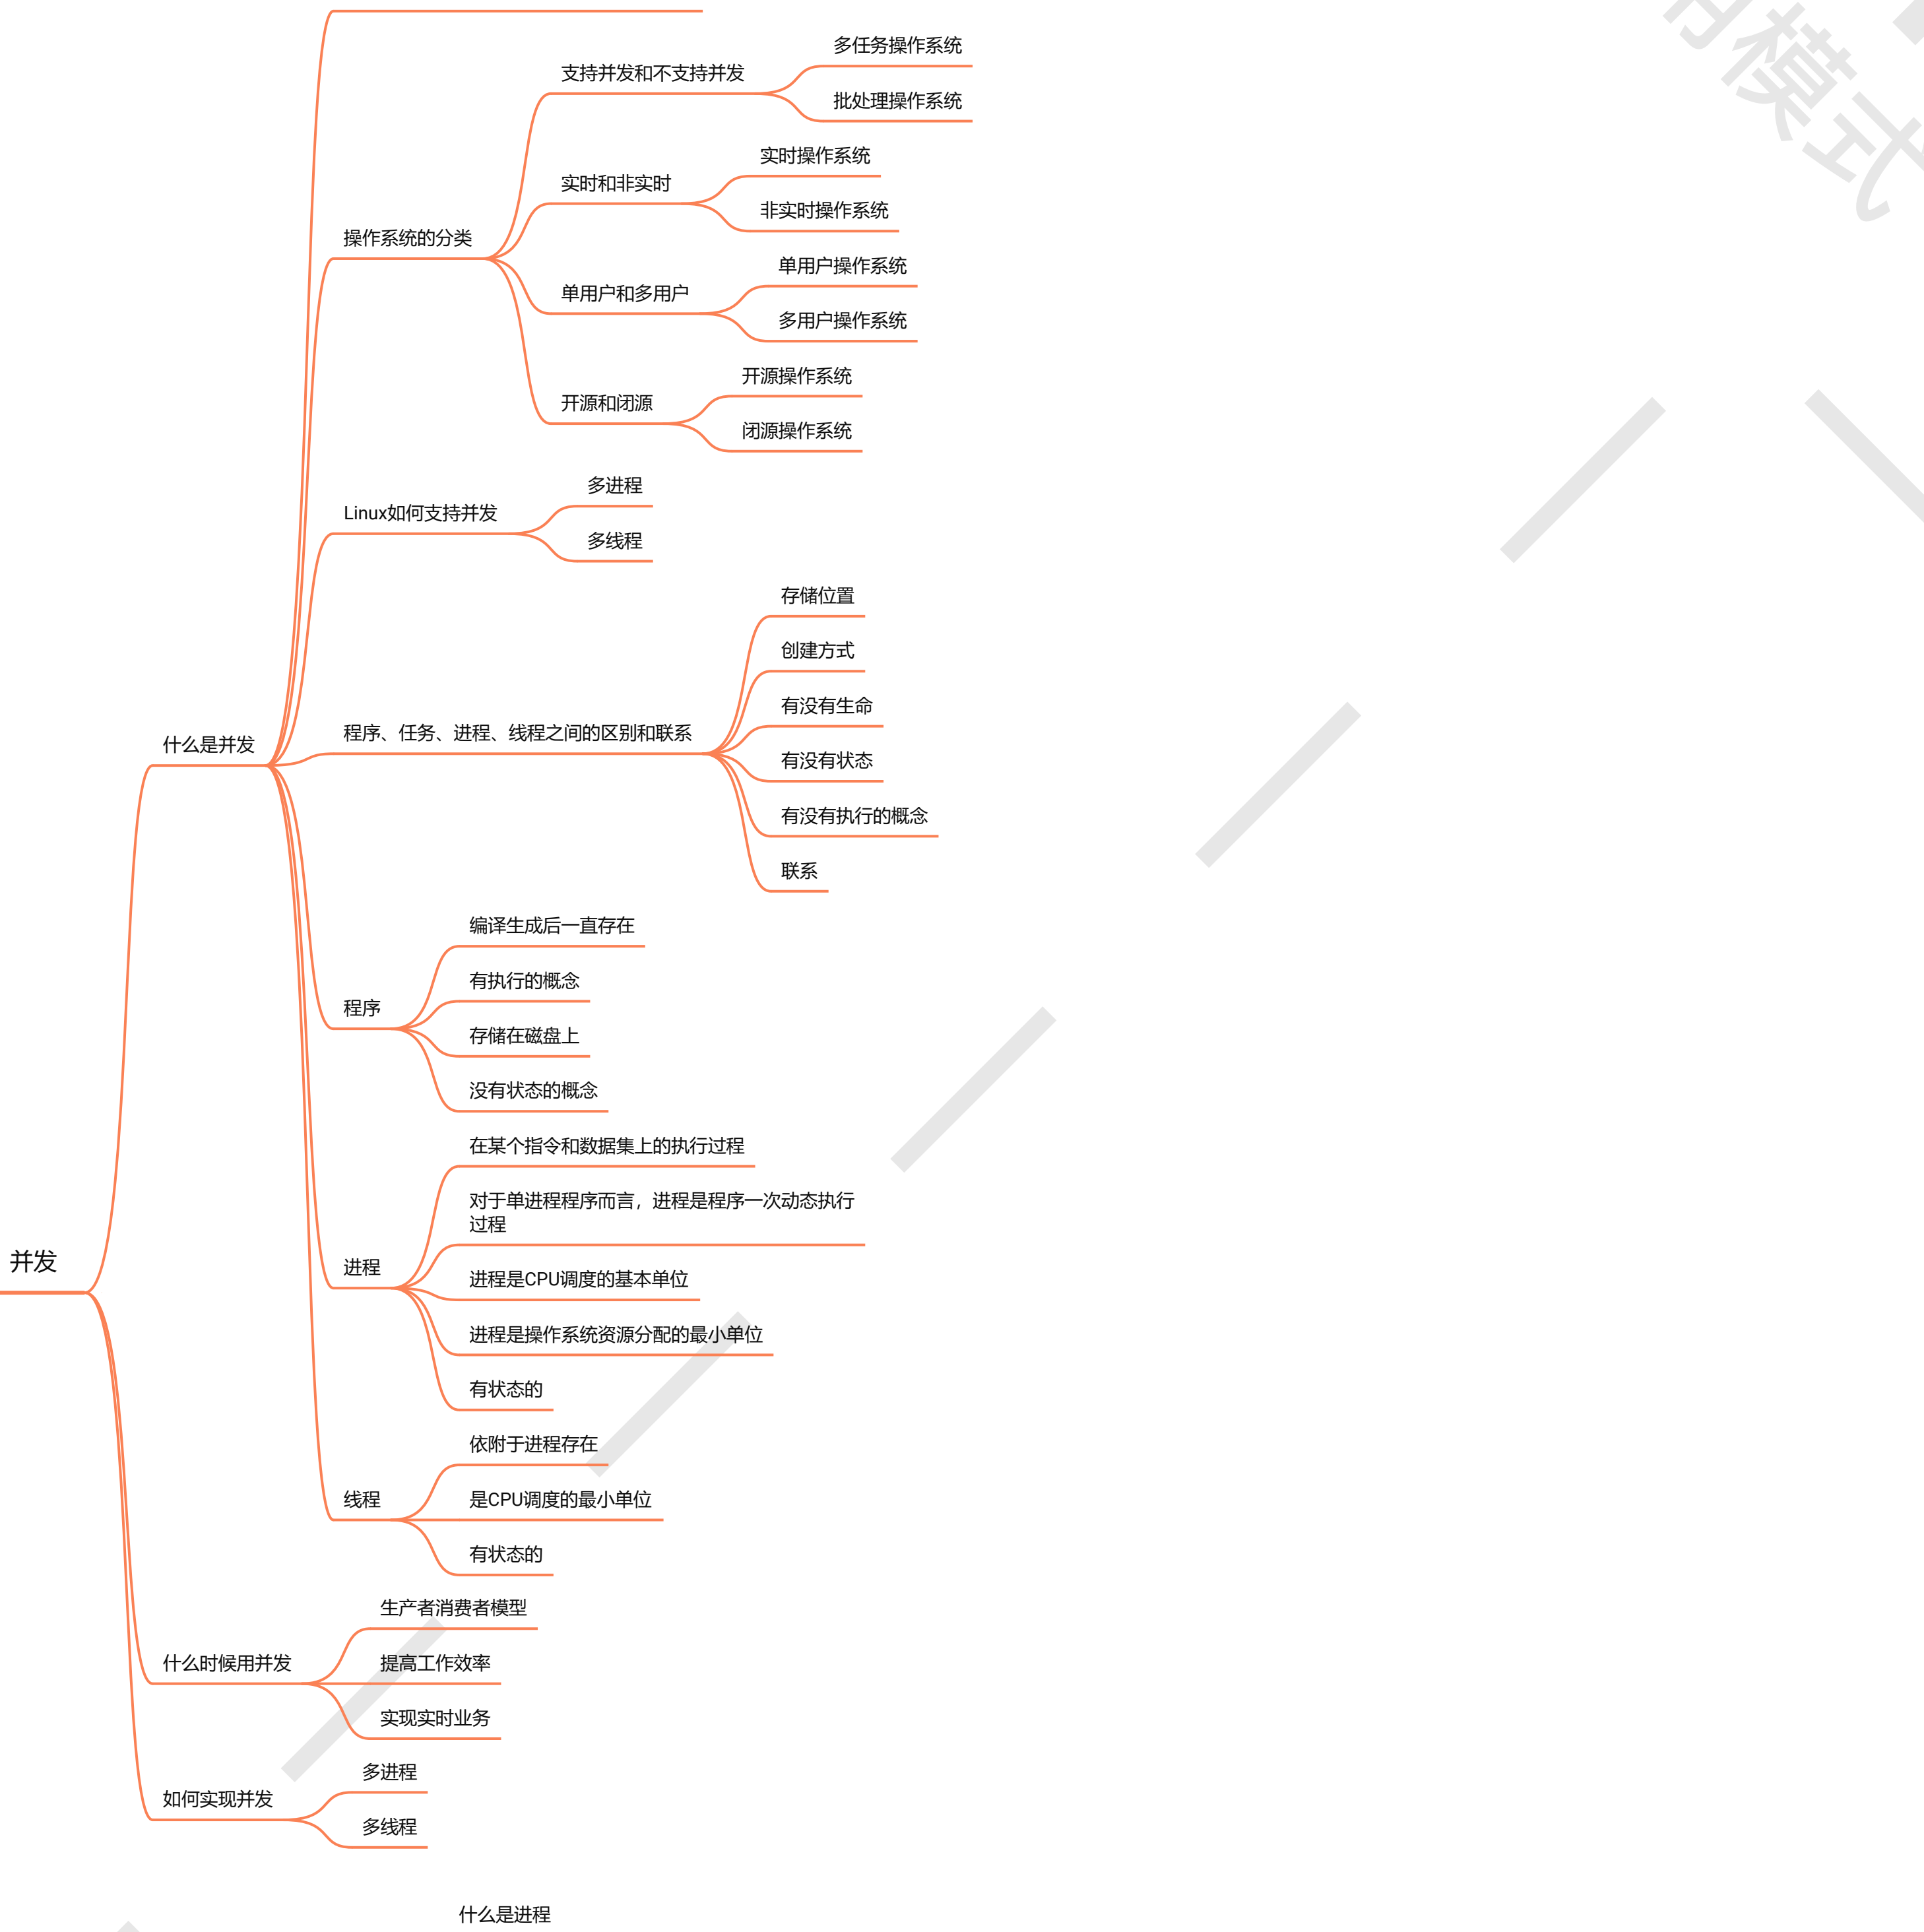 多任务操作系统
支持并发和不支持并发
批处理操作系统
实时操作系统
实时和非实时
非实时操作系统
操作系统的分类
单用户操作系统
单用户和多用户
多用户操作系统
开源操作系统
开源和闭源
闭源操作系统
多进程
Linux如何支持并发
多线程
存储位置
创建方式
有没有生命
程序、任务、进程、线程之间的区别和联系
什么是并发
有没有状态
有没有执行的概念
联系
编译生成后一直存在
有执行的概念
程序
存储在磁盘上
没有状态的概念
在某个指令和数据集上的执行过程
对于单进程程序而言，进程是程序一次动态执行
过程
并发
进程
进程是CPU调度的基本单位
进程是操作系统资源分配的最小单位
有状态的
依附于进程存在
线程
是CPU调度的最小单位
有状态的
生产者消费者模型
什么时候用并发
提高工作效率
实现实时业务
多进程
如何实现并发
多线程
什么是进程
模式